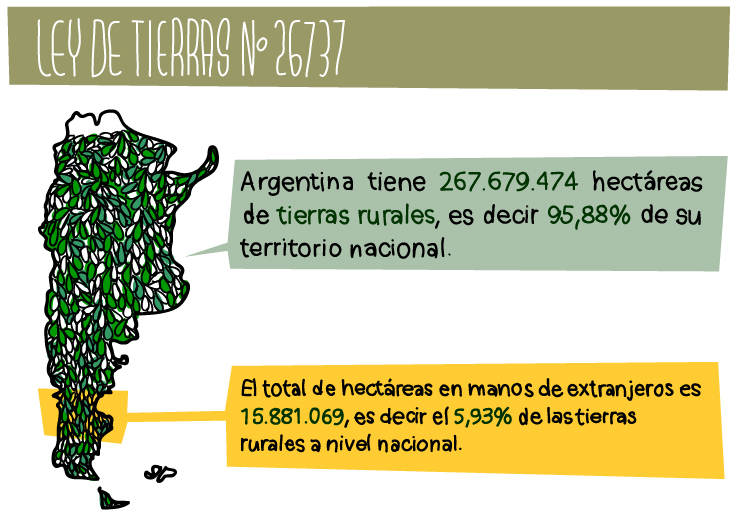 LEY DE TIERRAS Nº 26737
Argentina tiene 267.679.474 hectáreas
de tierras rurales, es decir 95,88% de su
territorio nacional.
El total de hectáreas en manos de extranjeros es
15.881.069, es decir el 5,93% de las tierras
rurales a nivel nacional.